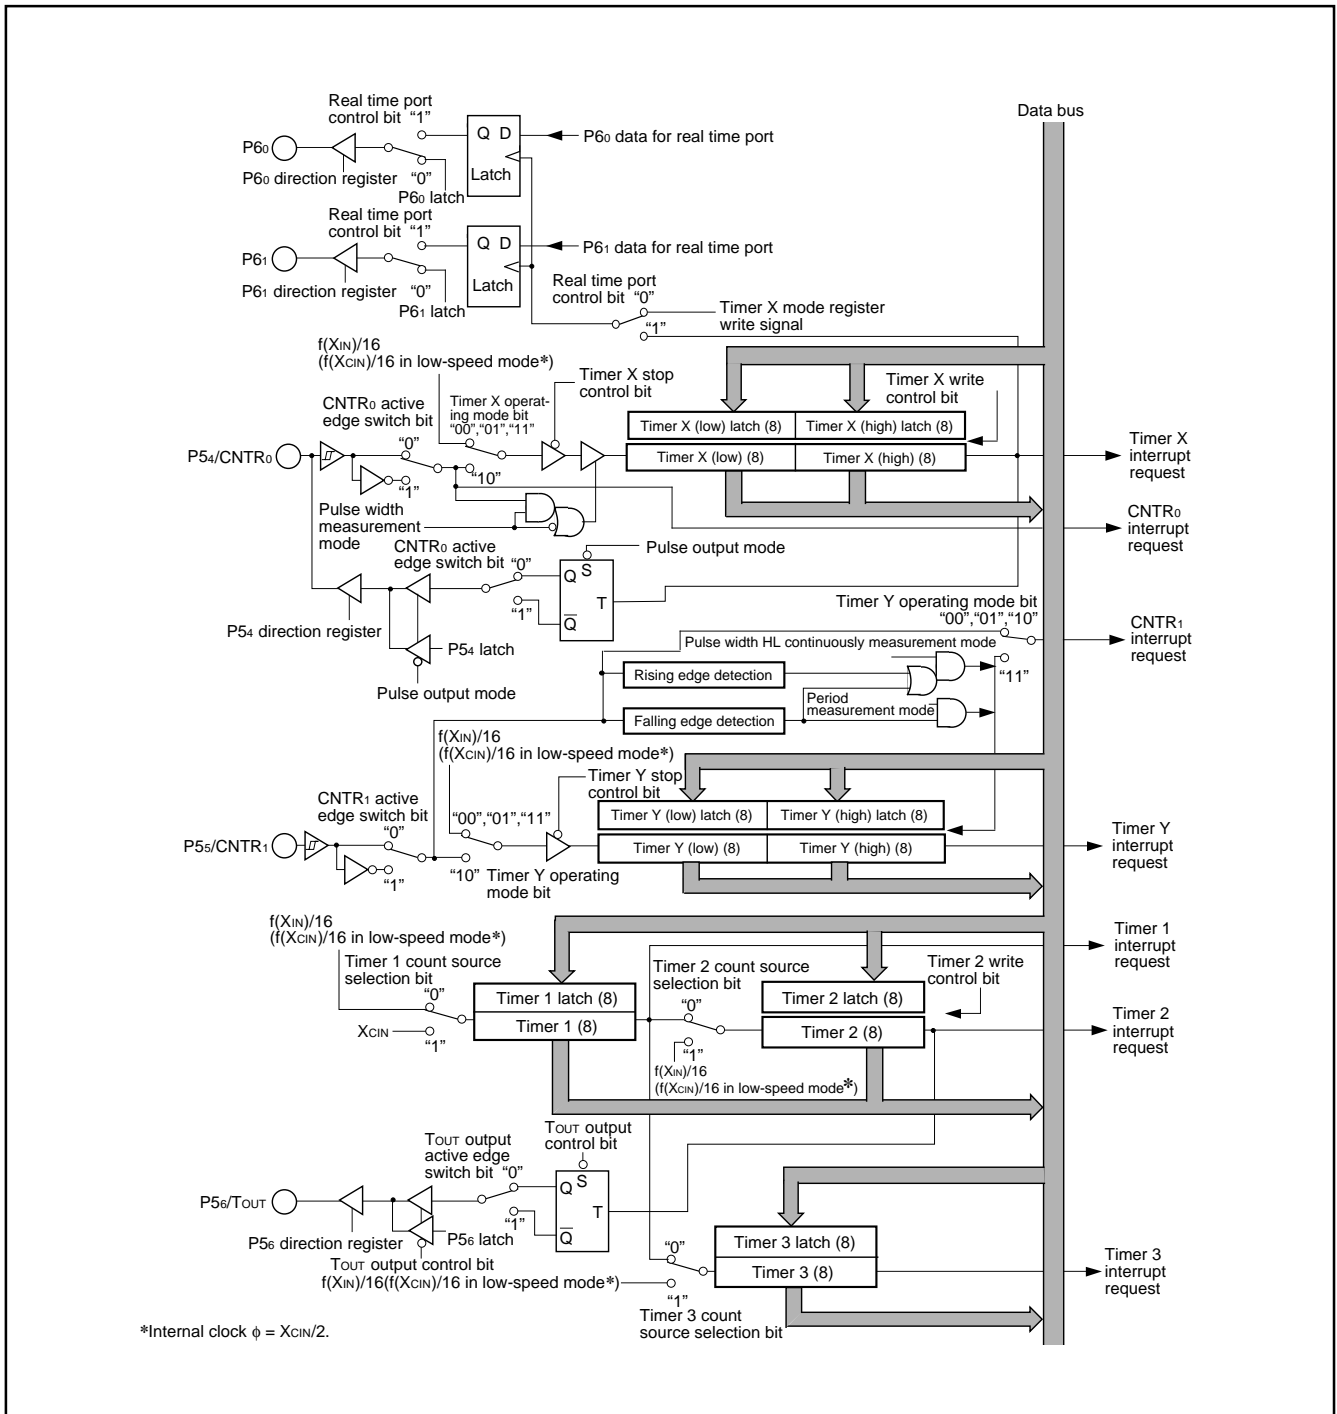 Data bus
Real time port
control bit “1”
Q D
P60 data for real time port
P60
Latch
P60 direction register
“0”
P60 latch
Real time port
control bit “1”
Q D
P61 data for real time port
P61
Latch
P61 direction register
“0”
P61 latch
Real time port
control bit “0”
Timer X mode register
write signal
“1”
f(XIN)/16
(f(XCIN)/16 in low-speed mode*)
Timer X stop
control bit
Timer X write
control bit
CNTR0 active
edge switch bit
Timer X operat-
ing mode bit
“00”,“01”,“11”
Timer X (low) latch (8)
Timer X (high) latch (8)
“0”
P54/CNTR0
Timer X (low) (8)
Timer X (high) (8)
Timer X
interrupt
request
“10”
“1”
Pulse width
measurement
mode
CNTR0
interrupt
request
CNTR0 active
edge switch bit “0”
Pulse output mode
Q S
T
“1”
Q
P54 direction register
P54 latch
Pulse output mode
Timer Y operating mode bit
“00”,“01”,“10”
CNTR1
interrupt
request
Pulse width HL continuously measurement mode
Rising edge detection
“11”
Period
measurement mode
Falling edge detection
f(XIN)/16
(f(XCIN)/16 in low-speed mode*)
Timer Y stop
control bit
CNTR1 active
edge switch bit
“00”,“01”,“11”
Timer Y (low) latch (8)
Timer Y (high) latch (8)
“0”
P55/CNTR1
Timer Y (low) (8)
Timer Y (high) (8)
Timer Y
interrupt
request
“1”
“10”
Timer Y operating
mode bit
f(XIN)/16
(f(XCIN)/16 in low-speed mode*)
Timer 1
interrupt
request
Timer 1 count source
selection bit
Timer 2 count source
selection bit
Timer 2 write
control bit
“0”
Timer 1 latch (8)
“0”
Timer 2 latch (8)
XCIN
Timer 1 (8)
Timer 2 (8)
Timer 2
interrupt
request
“1”
“1”
f(XIN)/16
(f(XCIN)/16 in low-speed mode*)
TOUT output
active edge
switch bit “0”
TOUT output
control bit
Q S
T
P56/TOUT
“1”
Q
P56 direction register
P56 latch
TOUT output control bit
f(XIN)/16(f(XCIN)/16 in low-speed mode*)
“0”
Timer 3 latch (8)
Timer 3 (8)
Timer 3
interrupt
request
“1”
Timer 3 count
source selection bit
*Internal clock φ = XCIN/2.